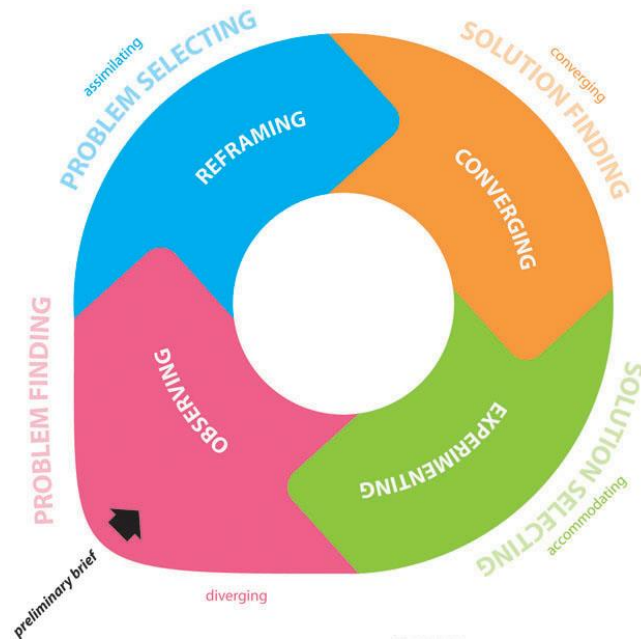 PROBLEM SELECTING
assimilating
REFRAMING
SOLUTION FINDING
converging
CONVERGING
PROBLEM FINDING
OBSERVING
EXPERIMENTING
SOLUTION SELECTING
accommodating
preliminary brief
diverging